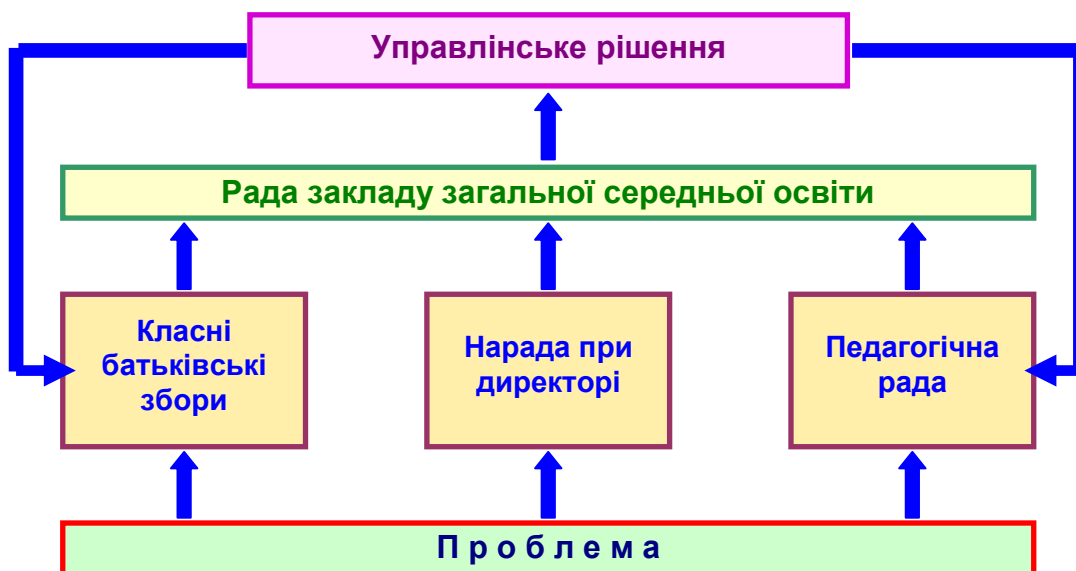 Управлінське рішення
Рада закладу загальної середньої освіти
Класні
батьківські
збори
Нарада при
директорі
Педагогічна
рада
П р о б л е м а